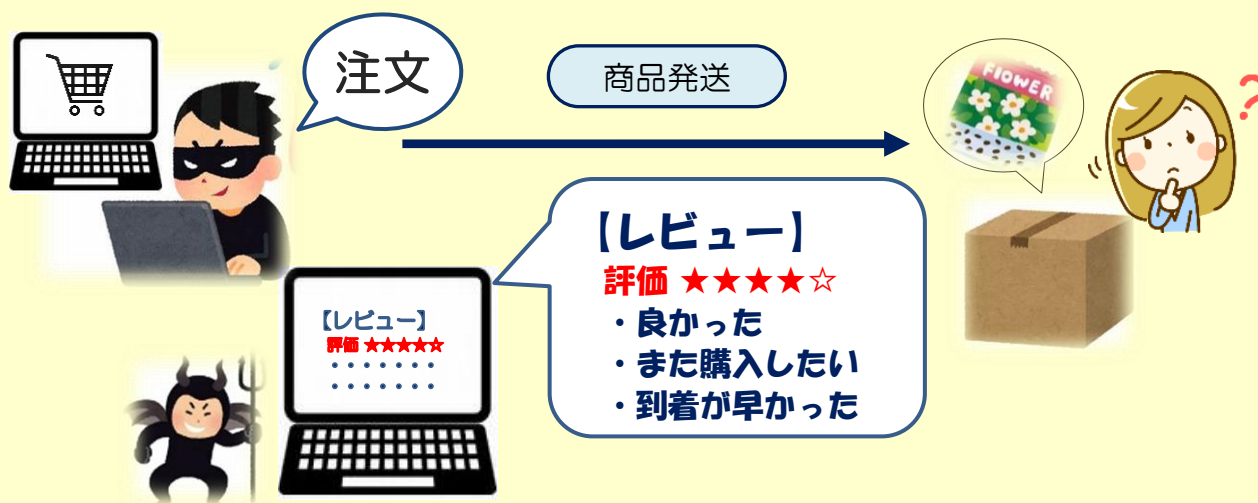 注文
商品発送
FlOWER
?
【レビュー】
評価 ★★★★☆
・良かった
・また購入したい
・到着が早かった
【レビュー】
評価 ★★★★☆
・・・・・・・
・・・・・・・